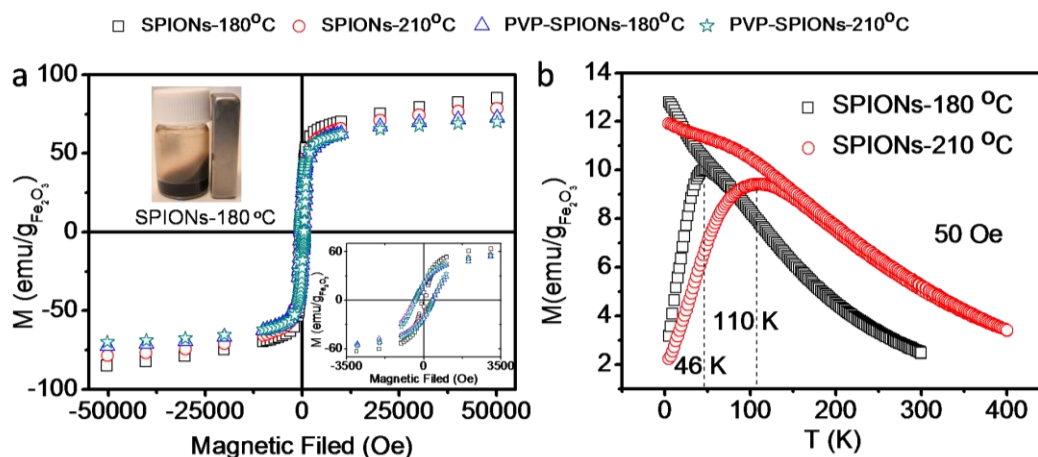 SPIONs-180°C SPIONs-210°C PVP-SPIONs-180°C PVP-SPIONs-210°C
a
100
50
0
-50
-100
M (emu/g Fe2O3)
SPIONs-180 °C
60
0
-60
M (emu/gFe2O3)
-3500 0 3500
Magnetic Filed (Oe)
-50000 -25000 0 25000 50000
Magnetic Filed (Oe)
b
14
12
10
8
6
4
2
M(emu/gFe2O3)
SPIONs-180 °C
SPIONs-210 °C
50 Oe
110 K
46 K
0 100 200 300 400
T (K)